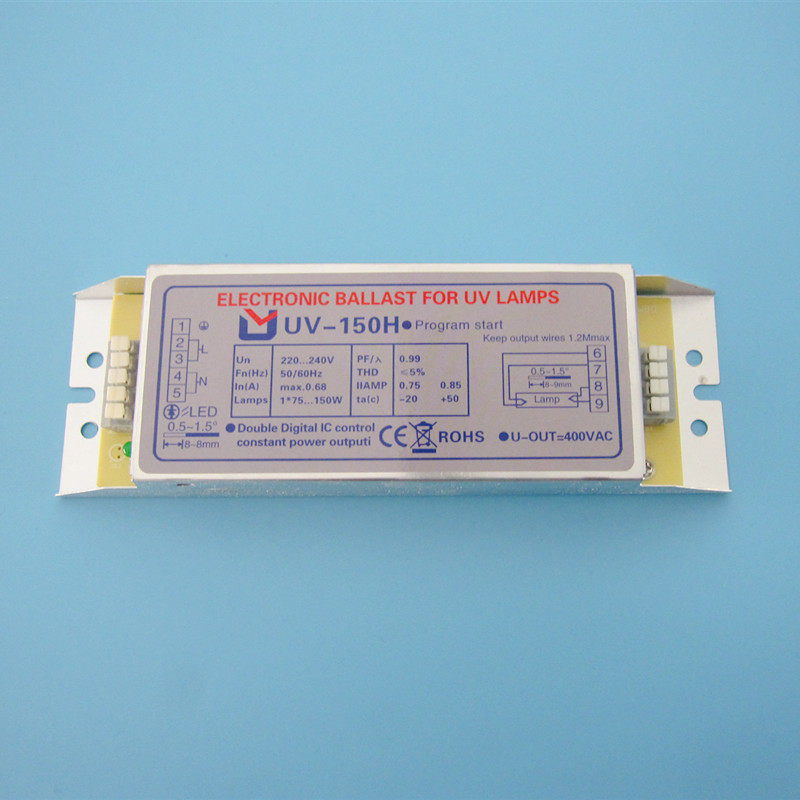 ELECTRONIC BALLAST FOR UV LAMPS
UV-150H● Program start
Keep output wires 1.2Mmax
1
2
3 L
4
5 N
LED
0.5~1.5°
8-8mm
Un 220...240V PF/λ 0.99
Fn(Hz) 50/60Hz THD ≤5%
In(A) max.0.68 IIAMP 0.75 0.85
Lamps 1*75...150W ta(c) -20 +50
6
7
8
9
0.5~1.5°
8-9mm
Lamp
● Double Digital IC control
constant power outputi
CE ROHS ● U-OUT=400VAC